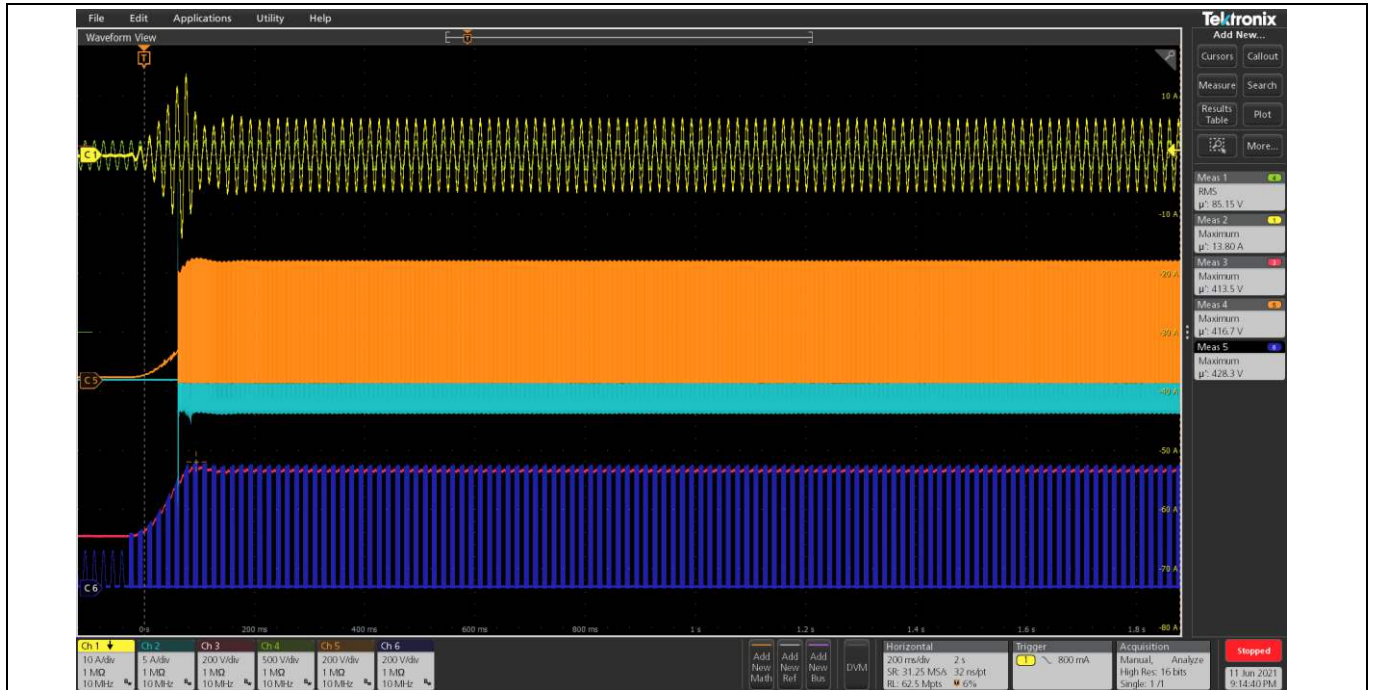 File Edit Applications Utility Help
Tektronix
Waveform View
Add New...
T
T
Cursors Callout
Measure Search
Results Table Plot
More...
10 A
C1
-10 A
-20 A
-30 A
C5
-40 A
-50 A
-60 A
-70 A
C6
-80 A
0 s 200 ms 400 ms 600 ms 800 ms 1 s 1.2 s 1.4 s 1.6 s 1.8 s
Meas 1
RMS
µ': 85.15 V
Meas 2
Maximum
µ': 13.80 A
Meas 3
Maximum
µ': 413.5 V
Meas 4
Maximum
µ': 416.7 V
Meas 5
Maximum
µ': 428.3 V
Ch 1 Ch 2 Ch 3 Ch 4 Ch 5 Ch 6
10 A/div 5 A/div 200 V/div 500 V/div 200 V/div 200 V/div
1 MΩ 1 MΩ 1 MΩ 1 MΩ 1 MΩ 1 MΩ
10 MHz 10 MHz 10 MHz 10 MHz 10 MHz 10 MHz
Add New Math
Add New Ref
Add New Bus
DVM
Horizontal
200 ms/div 2 s
SR: 31.25 MS/s 32 ns/pt
RL: 62.5 Mpts 6%
Trigger
1 800 mA
Acquisition
Manual, Analyze
High Res: 16 bits
Single: 1 /1
Stopped
11 Jun 2021
9:14:40 PM